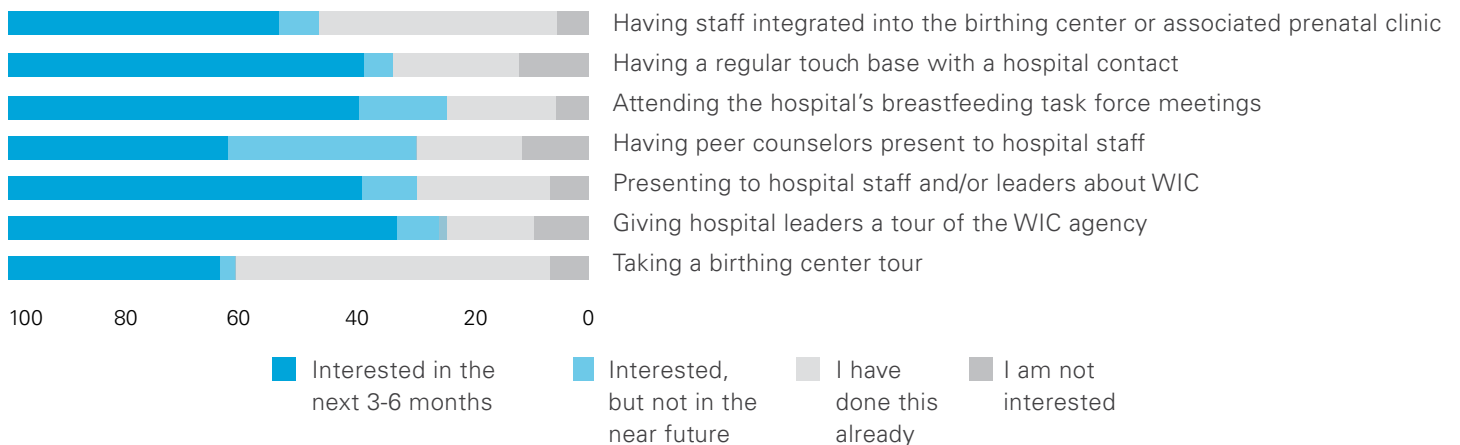 Having staff integrated into the birthing center or associated prenatal clinic
Having a regular touch base with a hospital contact
Attending the hospital’s breastfeeding task force meetings
Having peer counselors present to hospital staff
Presenting to hospital staff and/or leaders about WIC
Giving hospital leaders a tour of the WIC agency
Taking a birthing center tour
100 80 60 40 20 0
Interested in the
next 3-6 months
Interested,
but not in the
near future
I have
done this
already
I am not
interested